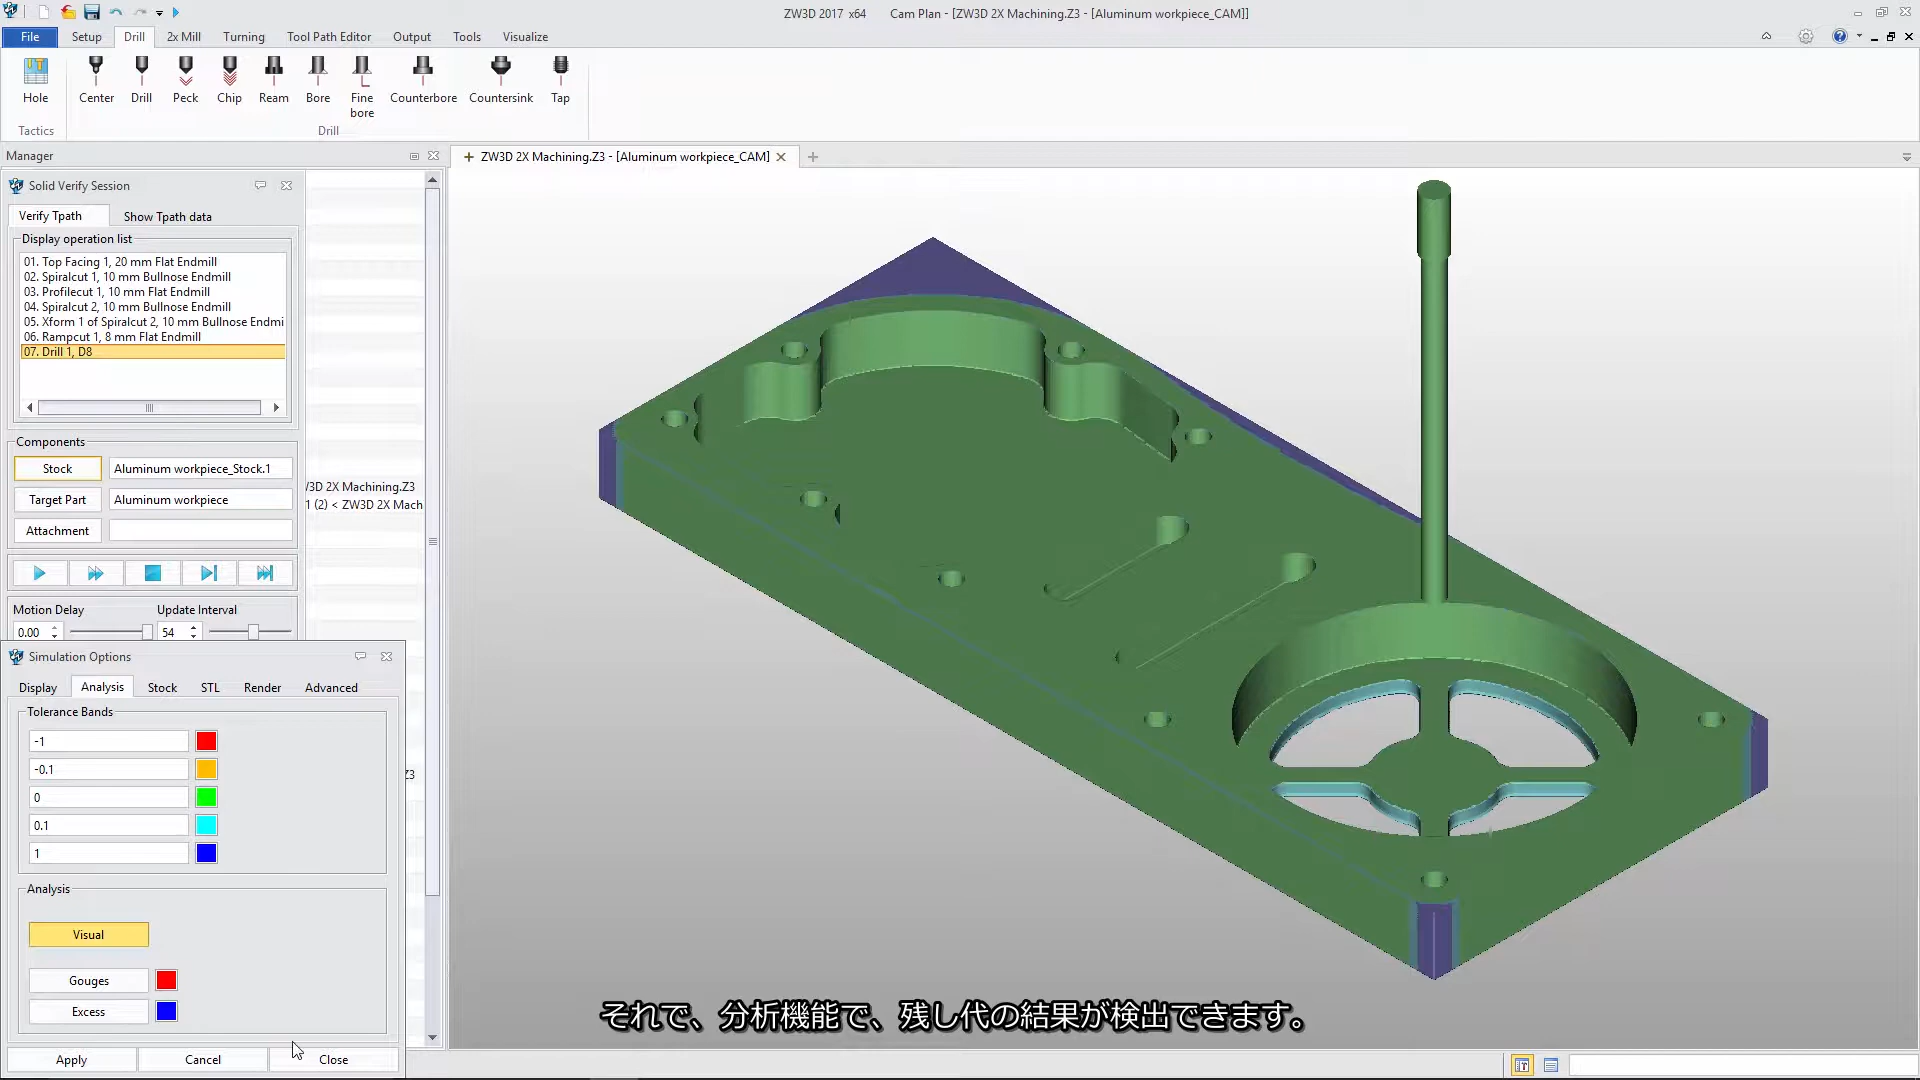 ZW3D 2017 x64 Cam Plan - [ZW3D 2X Machining.Z3 - [Aluminum workpiece_CAM]]
File Setup Drill 2x Mill Turning Tool Path Editor Output Tools Visualize
Hole Center Drill Peck Chip Ream Bore Fine bore Counterbore Countersink Tap
Tactics Drill
Manager
ZW3D 2X Machining.Z3 - [Aluminum workpiece_CAM]
Solid Verify Session
Verify Tpath Show Tpath data
Display operation list
01. Top Facing 1, 20 mm Flat Endmill
02. Spiralcut 1, 10 mm Bullnose Endmill
03. Profilecut 1, 10 mm Flat Endmill
04. Spiralcut 2, 10 mm Bullnose Endmill
05. Xform 1 of Spiralcut 2, 10 mm Bullnose Endmi
06. Rampcut 1, 8 mm Flat Endmill
07. Drill 1, D8
Components
Stock Aluminum workpiece_Stock.1
/3D 2X Machining.Z3
Target Part Aluminum workpiece
1 (2) < ZW3D 2X Mach
Attachment
Motion Delay Update Interval
0.00 54
Simulation Options
Display Analysis Stock STL Render Advanced
Tolerance Bands
-1
-0.1
Z3
0
0.1
1
Analysis
Visual
Gouges
Excess
Apply Cancel Close
それで、分析機能で、残し代の結果が検出できます。